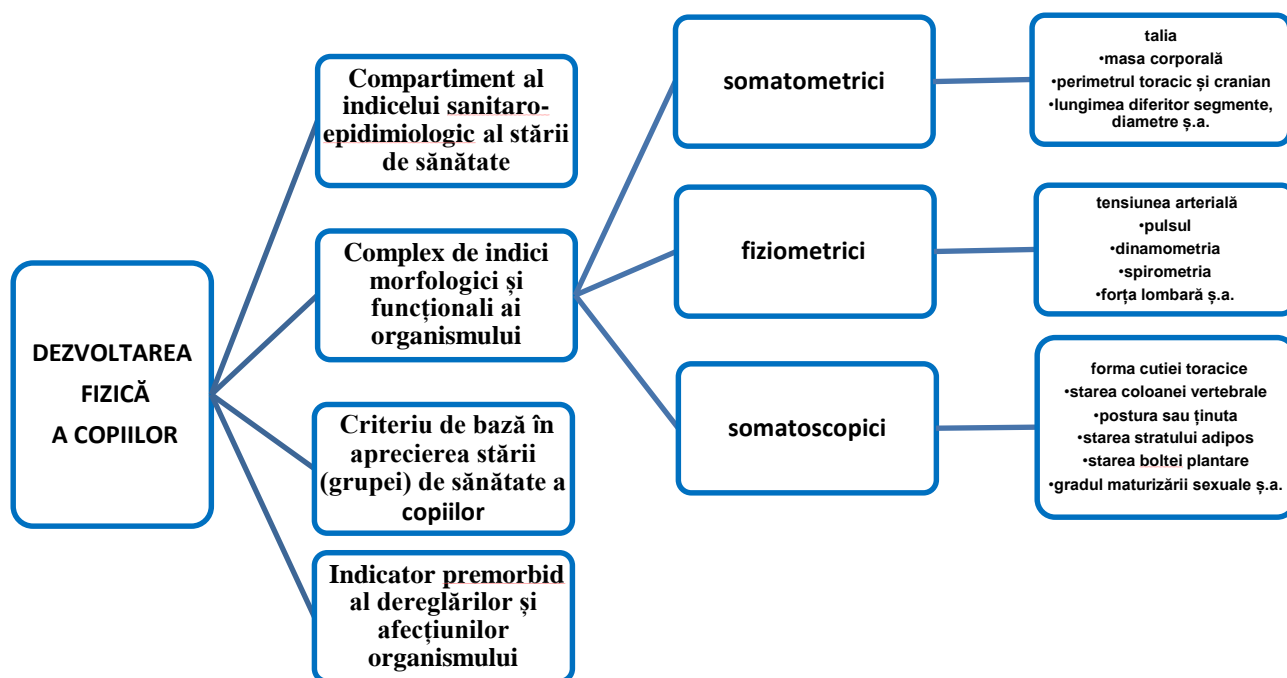 DEZVOLTAREA
FIZICĂ
A COPIILOR
Compartiment al
indicelui sanitaro-
epidimiologic al stării
de sănătate
Complex de indici
morfologici și
funcționali ai
organismului
Criteriu de bază în
aprecierea stării
(grupei) de sănătate a
copiilor
Indicator premorbid
al dereglărilor și
afecțiunilor
organismului
somatometrici
fiziometrici
somatoscopici
talia
•masa corporală
•perimetrul toracic și cranian
•lungimea diferitor segmente,
diametre ș.a.
tensiunea arterială
•pulsul
•dinamometria
•spirometria
•forța lombară ș.a.
forma cutiei toracice
•starea coloanei vertebrale
•postura sau ținuta
•starea stratului adipos
•starea boltei plantare
•gradul maturizării sexuale ș.a.